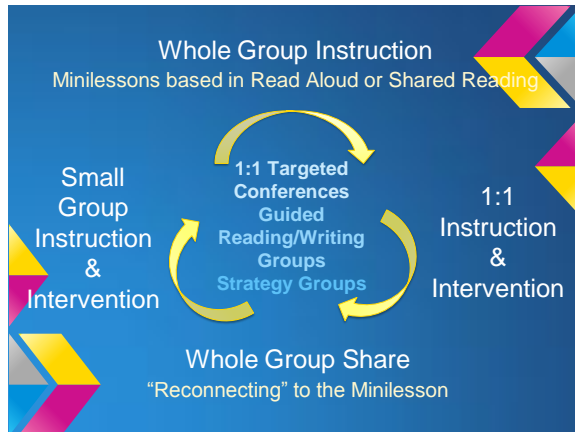 Whole Group Instruction
Minilessons based in Read Aloud or Shared Reading
Small
Group
Instruction
&
Intervention
1:1 Targeted
Conferences
Guided
Reading/Writing
Groups
Strategy Groups
1:1
Instruction
&
Intervention
Whole Group Share
“Reconnecting” to the Minilesson